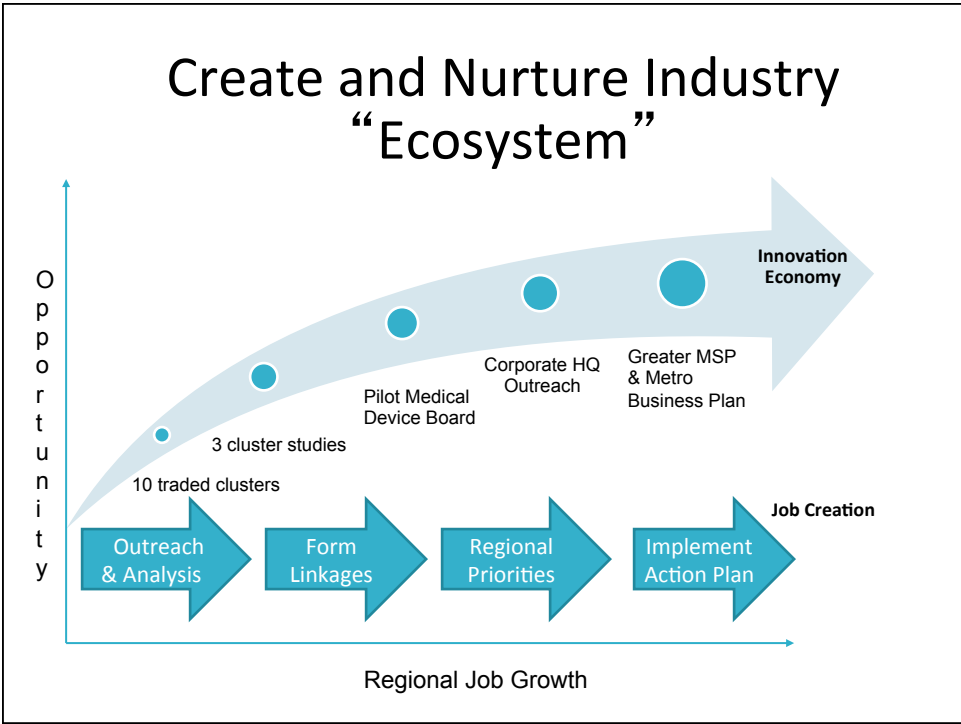 Create and Nurture Industry
“Ecosystem”
Opportunity
Innovation
Economy
Greater MSP
& Metro
Business Plan
Corporate HQ
Outreach
Pilot Medical
Device Board
3 cluster studies
10 traded clusters
Job Creation
Outreach
& Analysis
Form
Linkages
Regional
Priorities
Implement
Action Plan
Regional Job Growth